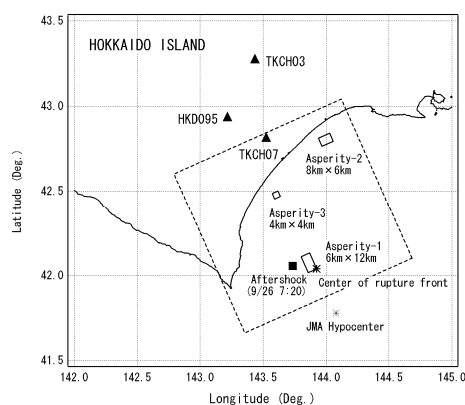 43.5
HOKKAIDO ISLAND
TKCH03
43.0
HKD095
TKCH07
Asperity-2
8km×6km
42.5
Asperity-3
4km×4km
Asperity-1
6km×12km
42.0
Aftershock
(9/26 7:20)
Center of rupture front
JMA Hypocenter
41.5
142.0 142.5 143.0 143.5 144.0 144.5 145.0
Longitude (Deg.)
Latitude (Deg.)